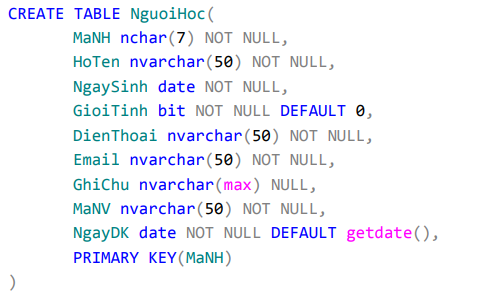 CREATE TABLE NguoiHoc(
MaNH nchar(7) NOT NULL,
HoTen nvarchar(50) NOT NULL,
NgaySinh date NOT NULL,
GioiTinh bit NOT NULL DEFAULT 0,
DienThoai nvarchar(50) NOT NULL,
Email nvarchar(50) NOT NULL,
GhiChu nvarchar(max) NULL,
MaNV nvarchar(50) NOT NULL,
NgayDK date NOT NULL DEFAULT getdate(),
PRIMARY KEY(MaNH)
)